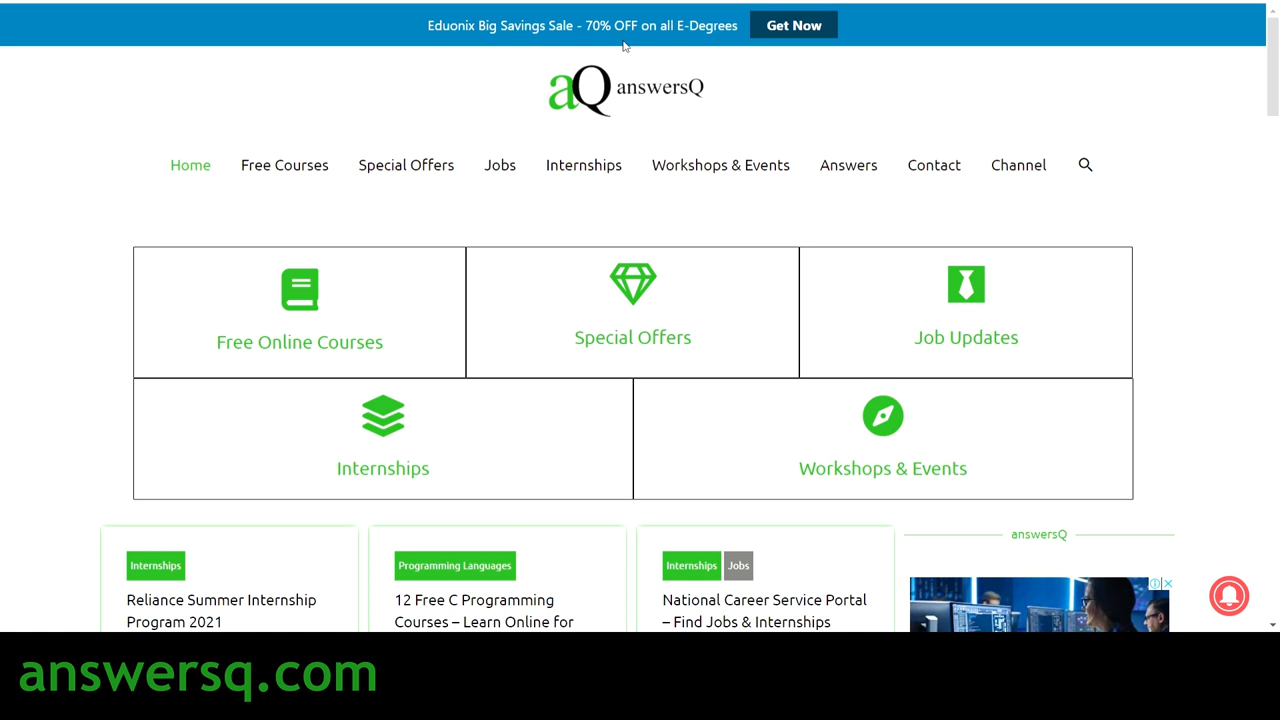 Eduonix Big Savings Sale - 70% OFF on all E-Degrees Get Now
aQ answersQ
Home Free Courses Special Offers Jobs Internships Workshops & Events Answers Contact Channel
Free Online Courses Special Offers Job Updates
Internships Workshops & Events
answersQ
Internships
Reliance Summer Internship
Program 2021
Programming Languages
12 Free C Programming
Courses – Learn Online for
Internships Jobs
National Career Service Portal
– Find Jobs & Internships
answersq.com